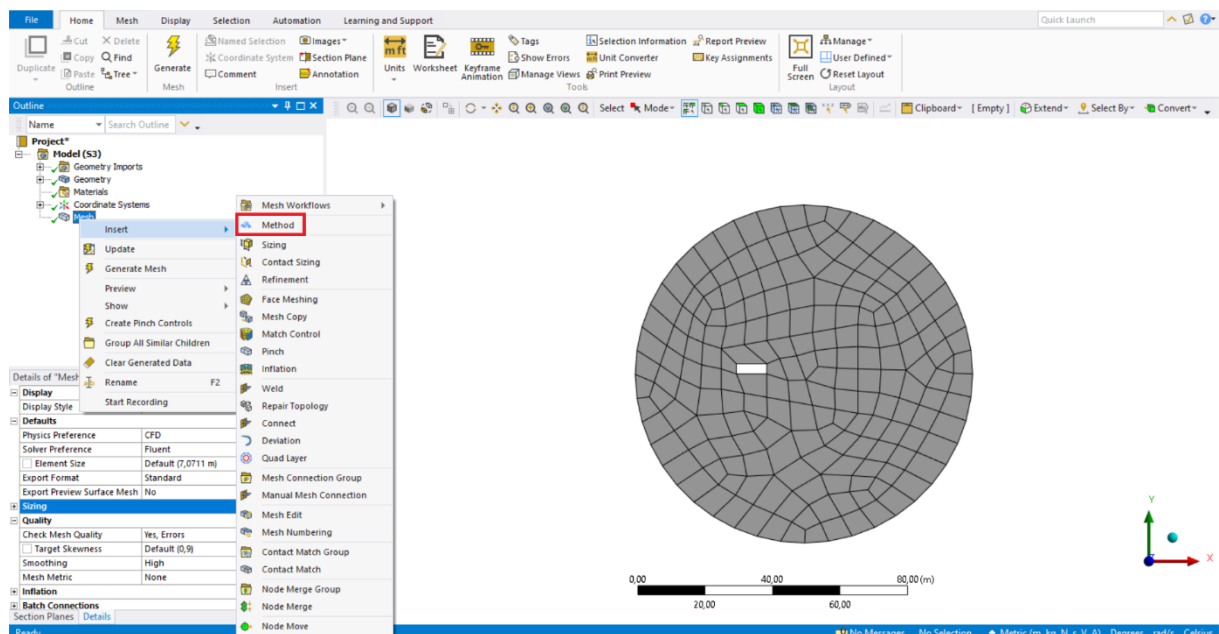 File Home Mesh Display Selection Automation Learning and Support Quick Launch
Cut Delete Named Selection Images Tags Selection Information Report Preview Manage
Copy Find Coordinate System Section Plane Show Errors Unit Converter Key Assignments User Defined
Duplicate Paste Tree Generate Comment Annotation Units Worksheet Keyframe Animation Manage Views Print Preview Full Screen Reset Layout
Outline Mesh Insert Tools Layout
Outline Select Mode Clipboard [Empty] Extend Select By Convert
Name Search Outline
Project*
Model (S3)
Geometry Imports
Geometry
Materials
Coordinate Systems
Mesh
Insert
Update
Generate Mesh
Preview
Show
Create Pinch Controls
Group All Similar Children
Clear Generated Data
Rename F2
Start Recording
Mesh Workflows
Method
Sizing
Contact Sizing
Refinement
Face Meshing
Mesh Copy
Match Control
Pinch
Inflation
Weld
Repair Topology
Connect
Deviation
Quad Layer
Mesh Connection Group
Manual Mesh Connection
Mesh Edit
Mesh Numbering
Contact Match Group
Contact Match
Node Merge Group
Node Merge
Node Move
Details of "Mesh
Display
Display Style
Defaults
Physics Preference CFD
Solver Preference Fluent
Element Size Default (7,0711 m)
Export Format Standard
Export Preview Surface Mesh No
Sizing
Quality
Check Mesh Quality Yes, Errors
Target Skewness Default (0,9)
Smoothing High
Mesh Metric None
Inflation
Batch Connections
Section Planes Details
0,00 40,00 80,00 (m)
20,00 60,00
Y
X
Ready No Messages No Selection Metric (m, kg, N, s, V, A) Degrees rad/s Celsius